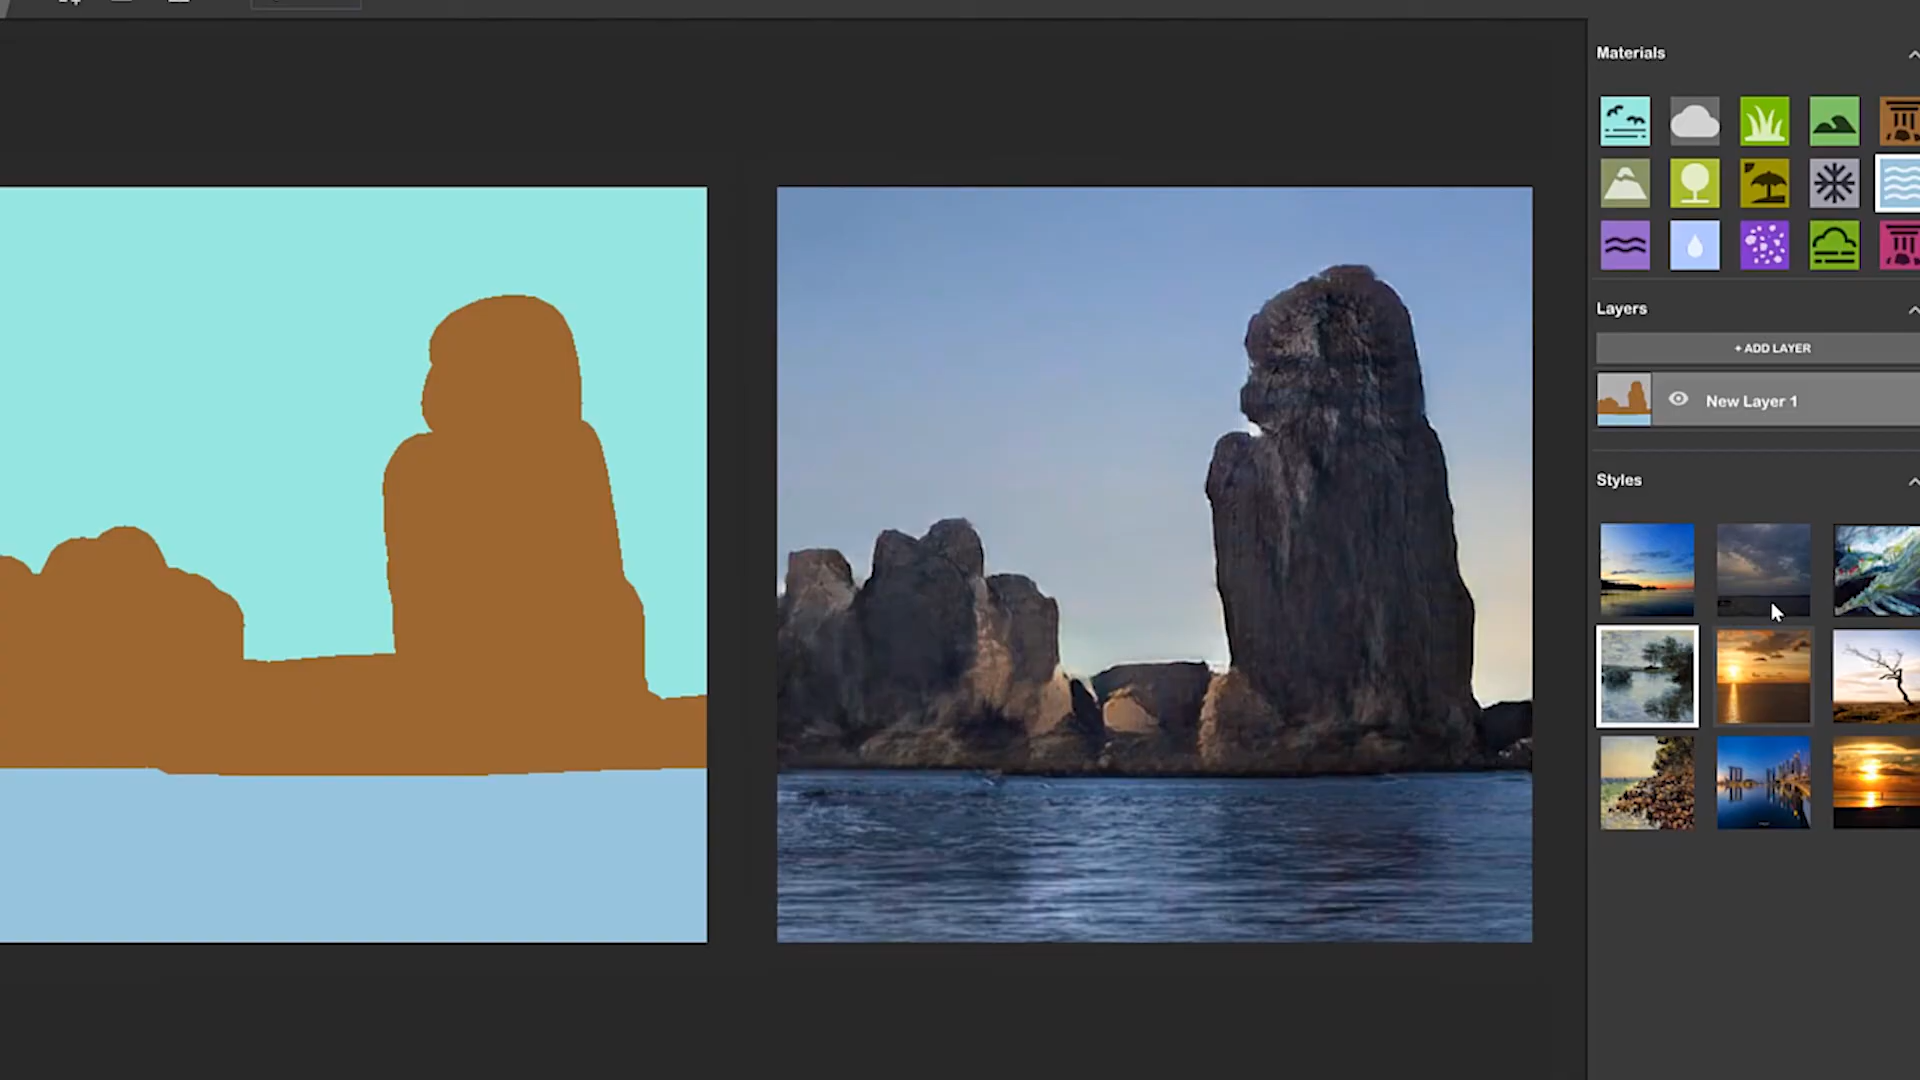 Materials
Layers
+ ADD LAYER
New Layer 1
Styles